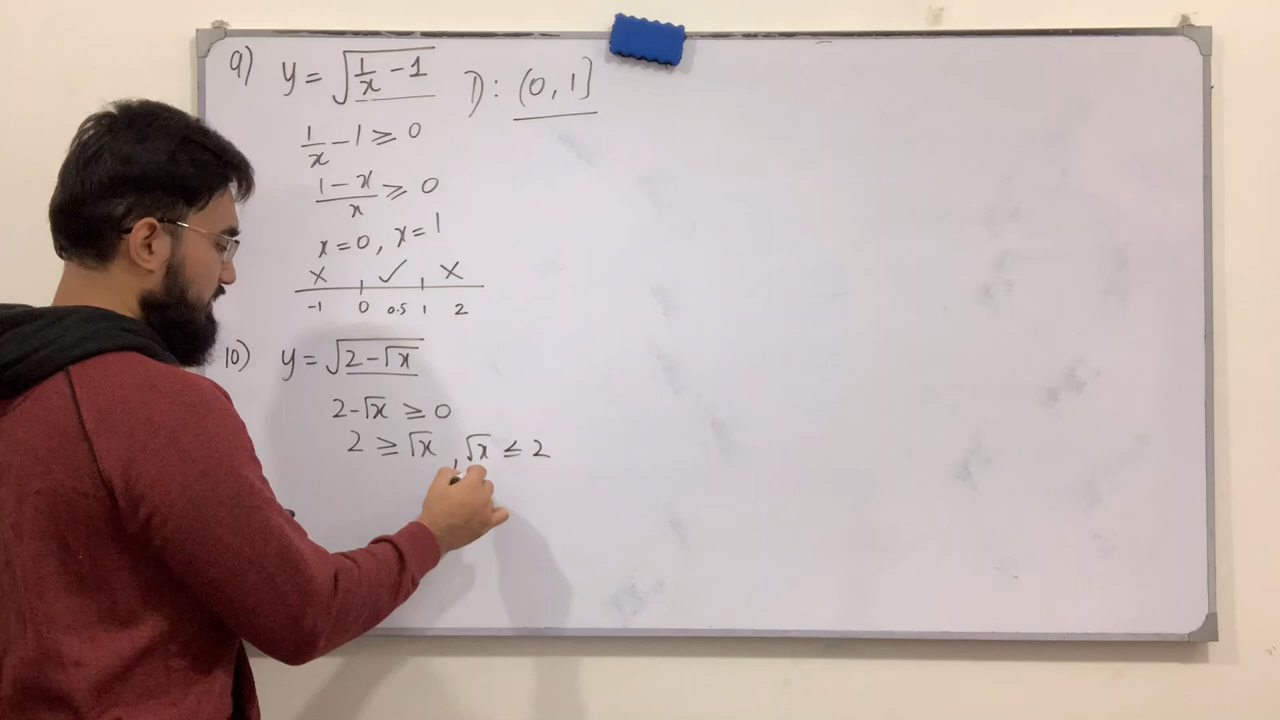 9) y = √(1/x − 1) D: (0, 1]
1/x − 1 ≥ 0
(1 − x)/x ≥ 0
x = 0, x = 1
× ✓ ×
-1 0 0.5 1 2
10) y = √(2 − √x)
2 − √x ≥ 0
2 ≥ √x , √x ≤ 2